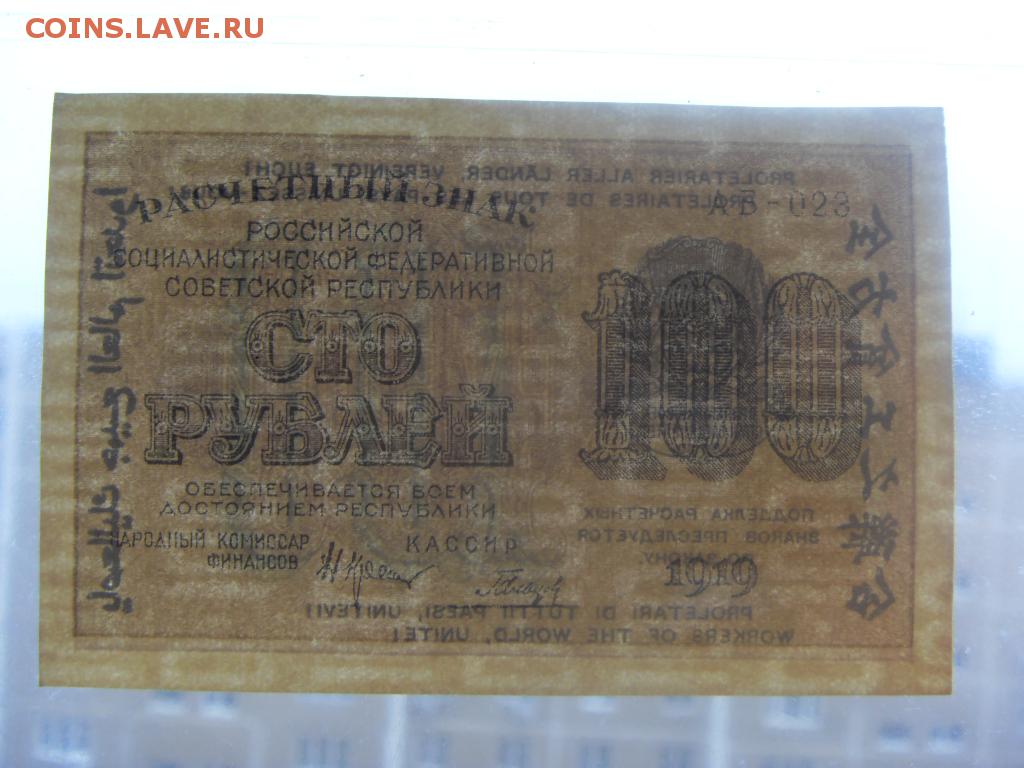 COINS.LAVE.RU
PROLETARIER ALLER LÄNDER, VEREINIGT EUCH!
РАСЧЕТНЫЙ ЗНАК
PROLETAIRES DE TOUS
АБ-023
РОССИЙСКОЙ
СОЦИАЛИСТИЧЕСКОЙ ФЕДЕРАТИВНОЙ
СОВЕТСКОЙ РЕСПУБЛИКИ
СТО
РУБЛЕЙ
100
ОБЕСПЕЧИВАЕТСЯ ВСЕМ
ДОСТОЯНИЕМ РЕСПУБЛИКИ
НАРОДНЫЙ КОМИССАР
ФИНАНСОВ
КАССИР
ПОДДЕЛКА РАСЧЕТНЫХ
ЗНАКОВ ПРЕСЛЕДУЕТСЯ
ПО ЗАКОНУ.
1919
PROLETARI DI TUTTI PAESI, UNITEVI!
WORKERS OF THE WORLD, UNITE!